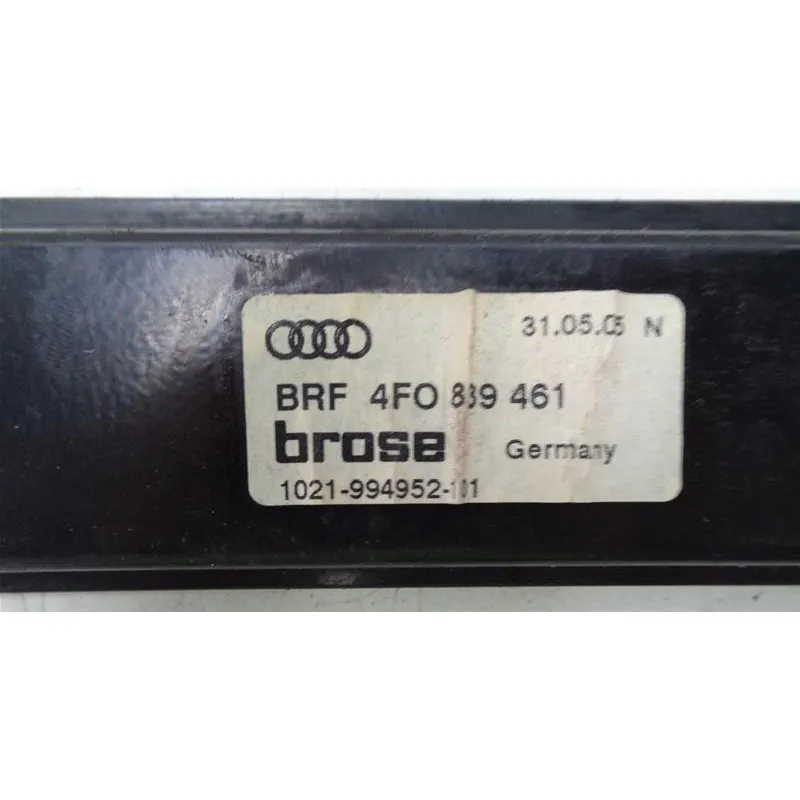 31.05.05 N
BRF 4F0 839 461
brose Germany
1021-994952-101